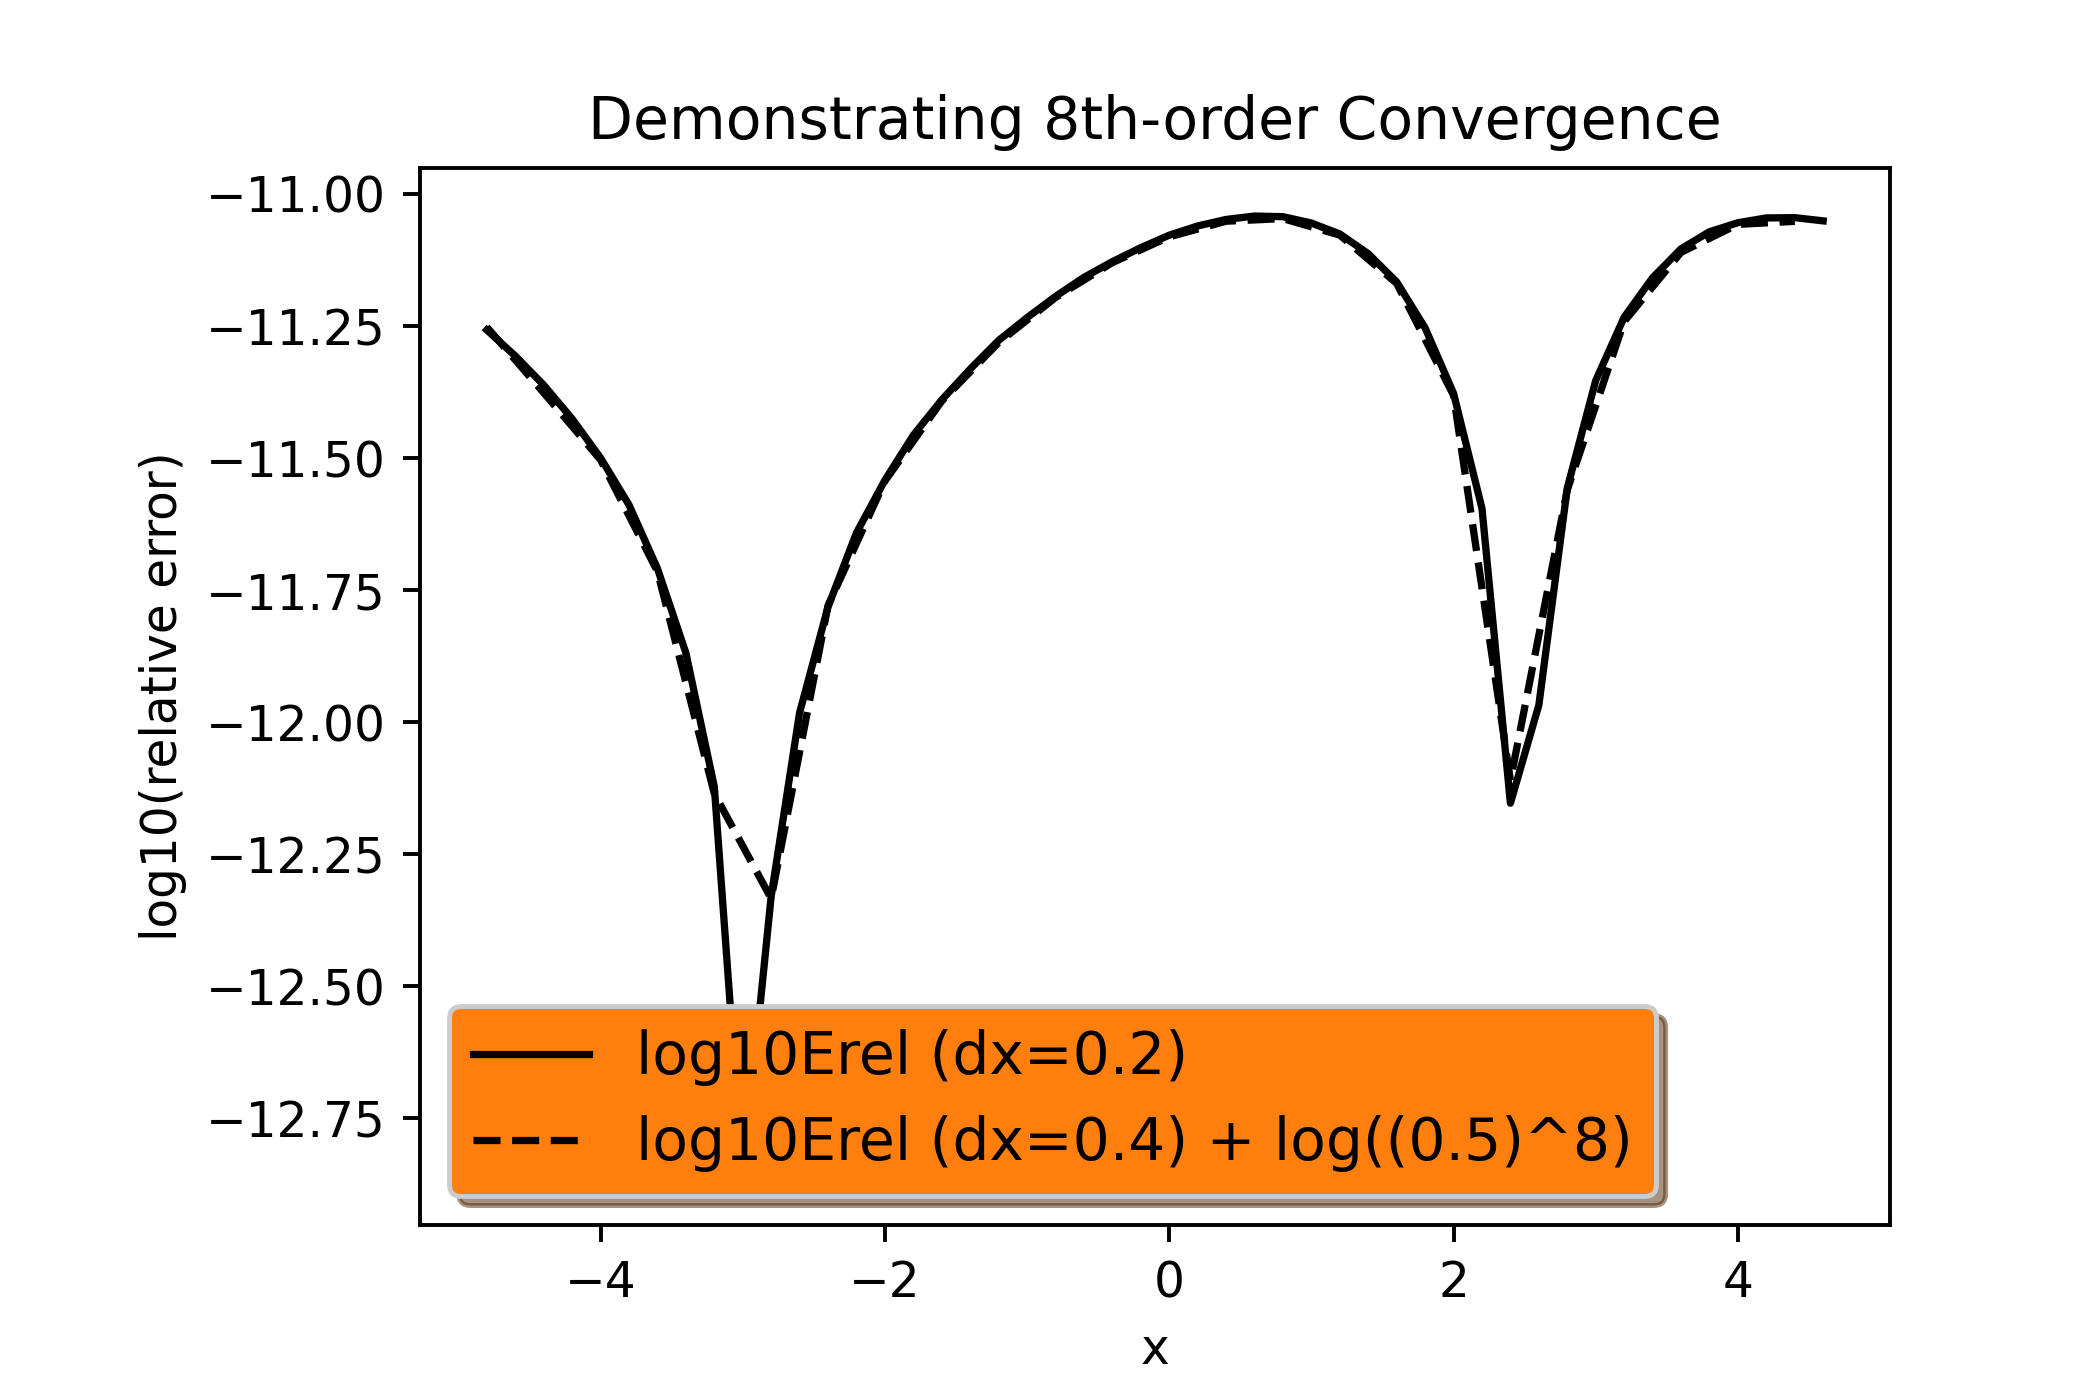 Demonstrating 8th-order Convergence
log10(relative error)
−11.00
−11.25
−11.50
−11.75
−12.00
−12.25
−12.50
−12.75
log10Erel (dx=0.2)
log10Erel (dx=0.4) + log((0.5)^8)
−4 −2 0 2 4
x